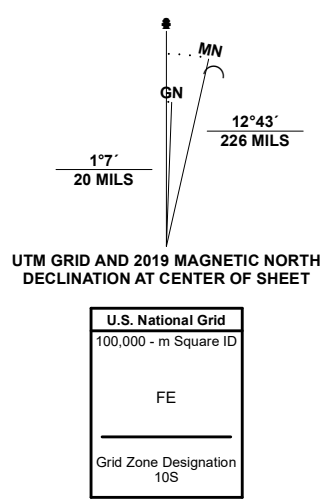 MN
GN
12°43´
226 MILS
1°7´
20 MILS
UTM GRID AND 2019 MAGNETIC NORTH
DECLINATION AT CENTER OF SHEET
U.S. National Grid
100,000 - m Square ID
FE
Grid Zone Designation
10S